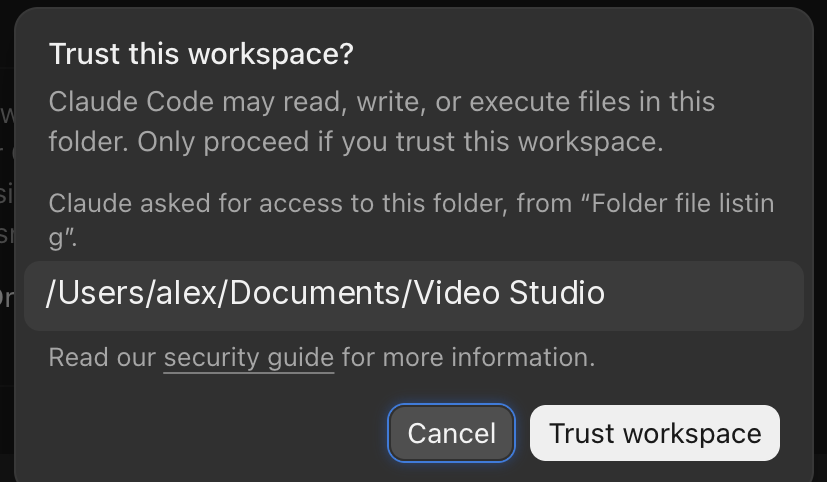 Trust this workspace?
Claude Code may read, write, or execute files in this
folder. Only proceed if you trust this workspace.
Claude asked for access to this folder, from “Folder file listin
g”.
/Users/alex/Documents/Video Studio
Read our security guide for more information.
Cancel Trust workspace